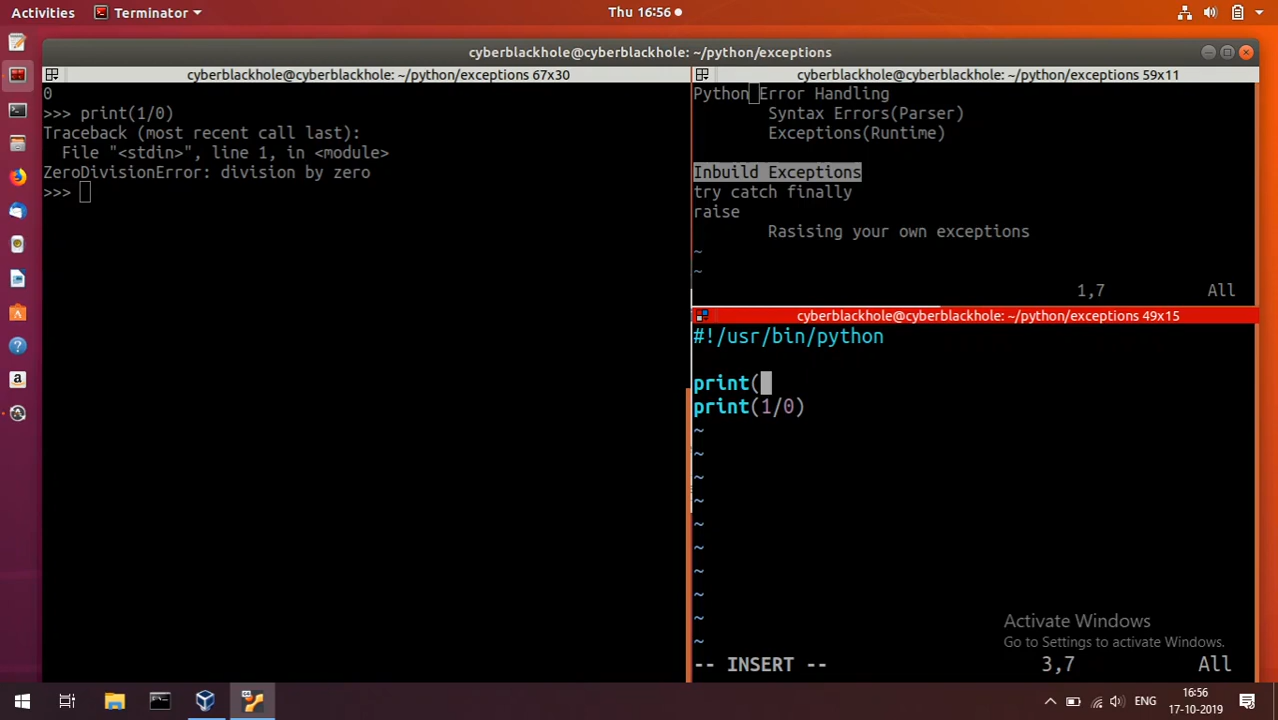 Activities
Terminator
Thu 16:56
cyberblackhole@cyberblackhole: ~/python/exceptions
cyberblackhole@cyberblackhole: ~/python/exceptions 67x30
0
>>> print(1/0)
Traceback (most recent call last):
  File "<stdin>", line 1, in <module>
ZeroDivisionError: division by zero
>>>
cyberblackhole@cyberblackhole: ~/python/exceptions 59x11
Python Error Handling
        Syntax Errors(Parser)
        Exceptions(Runtime)
Inbuild Exceptions
try catch finally
raise
        Rasising your own exceptions
~
~
1,7 All
cyberblackhole@cyberblackhole: ~/python/exceptions 49x15
#!/usr/bin/python
print(
print(1/0)
~
~
~
~
~
~
~
~
~
~
Activate Windows
Go to Settings to activate Windows.
-- INSERT -- 3,7 All
ENG
16:56
17-10-2019